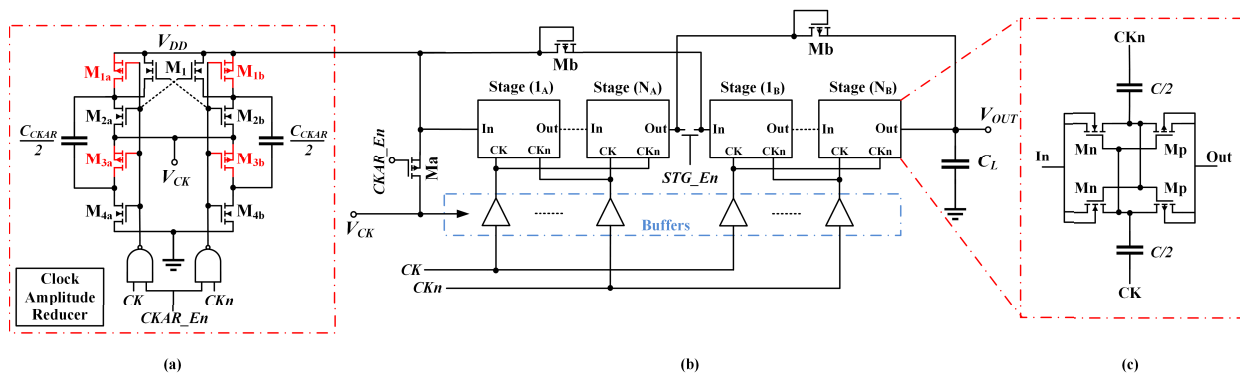 V_DD
M_1a
M_1
M_1b
M_2a
M_2b
C_CKAR
2
C_CKAR
2
M_3a
M_3b
V_CK
M_4a
M_4b
CK
CKn
CKAR_En
Clock
Amplitude
Reducer
(a)
Mb
Mb
Stage (1_A)
Stage (N_A)
Stage (1_B)
Stage (N_B)
In
Out
In
Out
In
Out
In
Out
CK
CKn
CK
CKn
CK
CKn
CK
CKn
CKAR_En
Ma
STG_En
V_OUT
C_L
V_CK
Buffers
CK
CKn
(b)
CKn
C/2
Mn
Mp
In
Out
Mn
Mp
C/2
CK
(c)